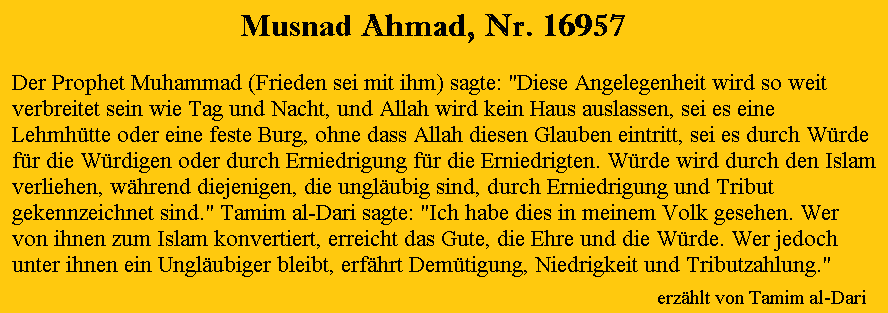 Musnad Ahmad, Nr. 16957
Der Prophet Muhammad (Frieden sei mit ihm) sagte: "Diese Angelegenheit wird so weit
verbreitet sein wie Tag und Nacht, und Allah wird kein Haus auslassen, sei es eine
Lehmhütte oder eine feste Burg, ohne dass Allah diesen Glauben eintritt, sei es durch Würde
für die Würdigen oder durch Erniedrigung für die Erniedrigten. Würde wird durch den Islam
verliehen, während diejenigen, die ungläubig sind, durch Erniedrigung und Tribut
gekennzeichnet sind." Tamim al-Dari sagte: "Ich habe dies in meinem Volk gesehen. Wer
von ihnen zum Islam konvertiert, erreicht das Gute, die Ehre und die Würde. Wer jedoch
unter ihnen ein Ungläubiger bleibt, erfährt Demütigung, Niedrigkeit und Tributzahlung."
erzählt von Tamim al-Dari